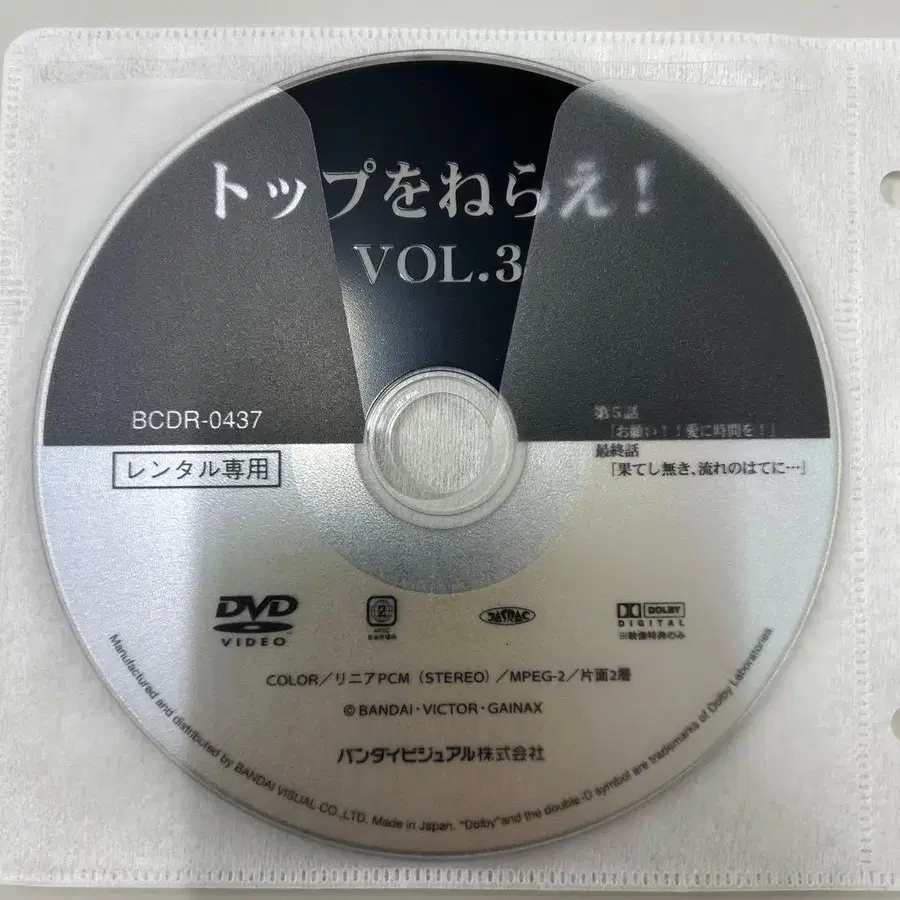 トップをねらえ！
VOL.3
BCDR-0437
レンタル専用
第5話
「お願い！！愛に時間を！」
最終話
「果てし無き、流れのはてに…」
DVD
VIDEO
JASRAC
DOLBY
DIGITAL
※映像特典のみ
COLOR／リニアPCM（STEREO）／MPEG-2／片面2層
© BANDAI・VICTOR・GAINAX
バンダイビジュアル株式会社
Manufactured and distributed by BANDAI VISUAL CO.,LTD. Made in Japan. "Dolby"and the double-D symbol are trademarks of Dolby Laboratories.